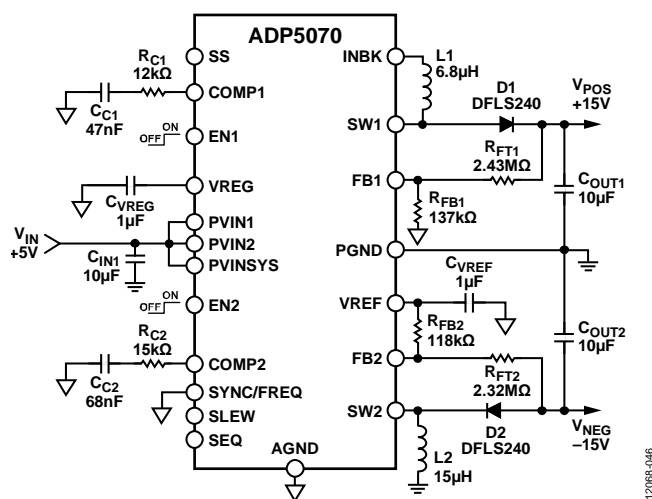 ADP5070
SS
RC1
12kΩ
CC1
47nF
COMP1
EN1
ON
OFF
VREG
CVREG
1µF
PVIN1
VIN
+5V
PVIN2
CIN1
10µF
PVINSYS
ON
OFF
EN2
RC2
15kΩ
COMP2
CC2
68nF
SYNC/FREQ
SLEW
SEQ
AGND
INBK
L1
6.8µH
D1
DFLS240
VPOS
+15V
SW1
RFT1
2.43MΩ
FB1
RFB1
137kΩ
COUT1
10µF
PGND
CVREF
1µF
VREF
RFB2
118kΩ
COUT2
10µF
FB2
RFT2
2.32MΩ
SW2
D2
DFLS240
VNEG
–15V
L2
15µH
12068-046